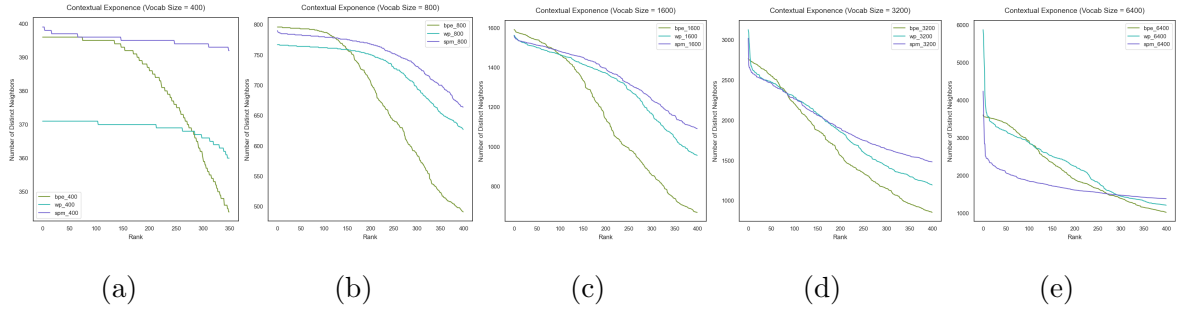 Contextual Exponence (Vocab Size = 400)
Number of Distinct Neighbors
400
390
380
370
360
350
bpe_400
wp_400
spm_400
0 50 100 150 200 250 300 350
Rank
(a)
Contextual Exponence (Vocab Size = 800)
Number of Distinct Neighbors
800
750
700
650
600
550
500
bpe_800
wp_800
spm_800
0 50 100 150 200 250 300 350 400
Rank
(b)
Contextual Exponence (Vocab Size = 1600)
Number of Distinct Neighbors
1600
1400
1200
1000
800
bpe_1600
wp_1600
spm_1600
0 50 100 150 200 250 300 350 400
Rank
(c)
Contextual Exponence (Vocab Size = 3200)
Number of Distinct Neighbors
3000
2500
2000
1500
1000
bpe_3200
wp_3200
spm_3200
0 50 100 150 200 250 300 350 400
Rank
(d)
Contextual Exponence (Vocab Size = 6400)
Number of Distinct Neighbors
6000
5000
4000
3000
2000
1000
bpe_6400
wp_6400
spm_6400
0 50 100 150 200 250 300 350 400
Rank
(e)